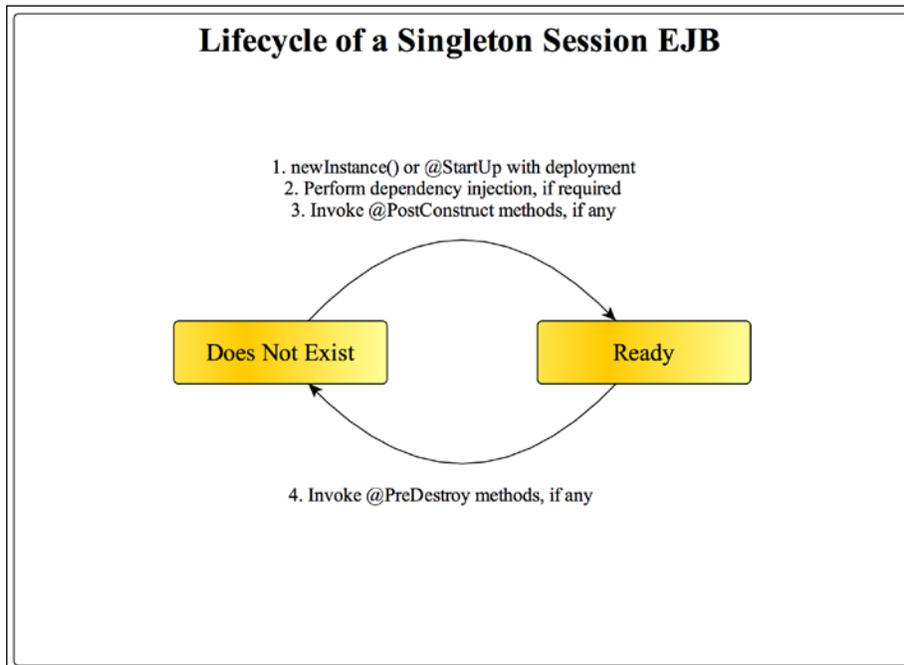 Lifecycle of a Singleton Session EJB
1. newInstance() or @StartUp with deployment
2. Perform dependency injection, if required
3. Invoke @PostConstruct methods, if any
Does Not Exist
Ready
4. Invoke @PreDestroy methods, if any